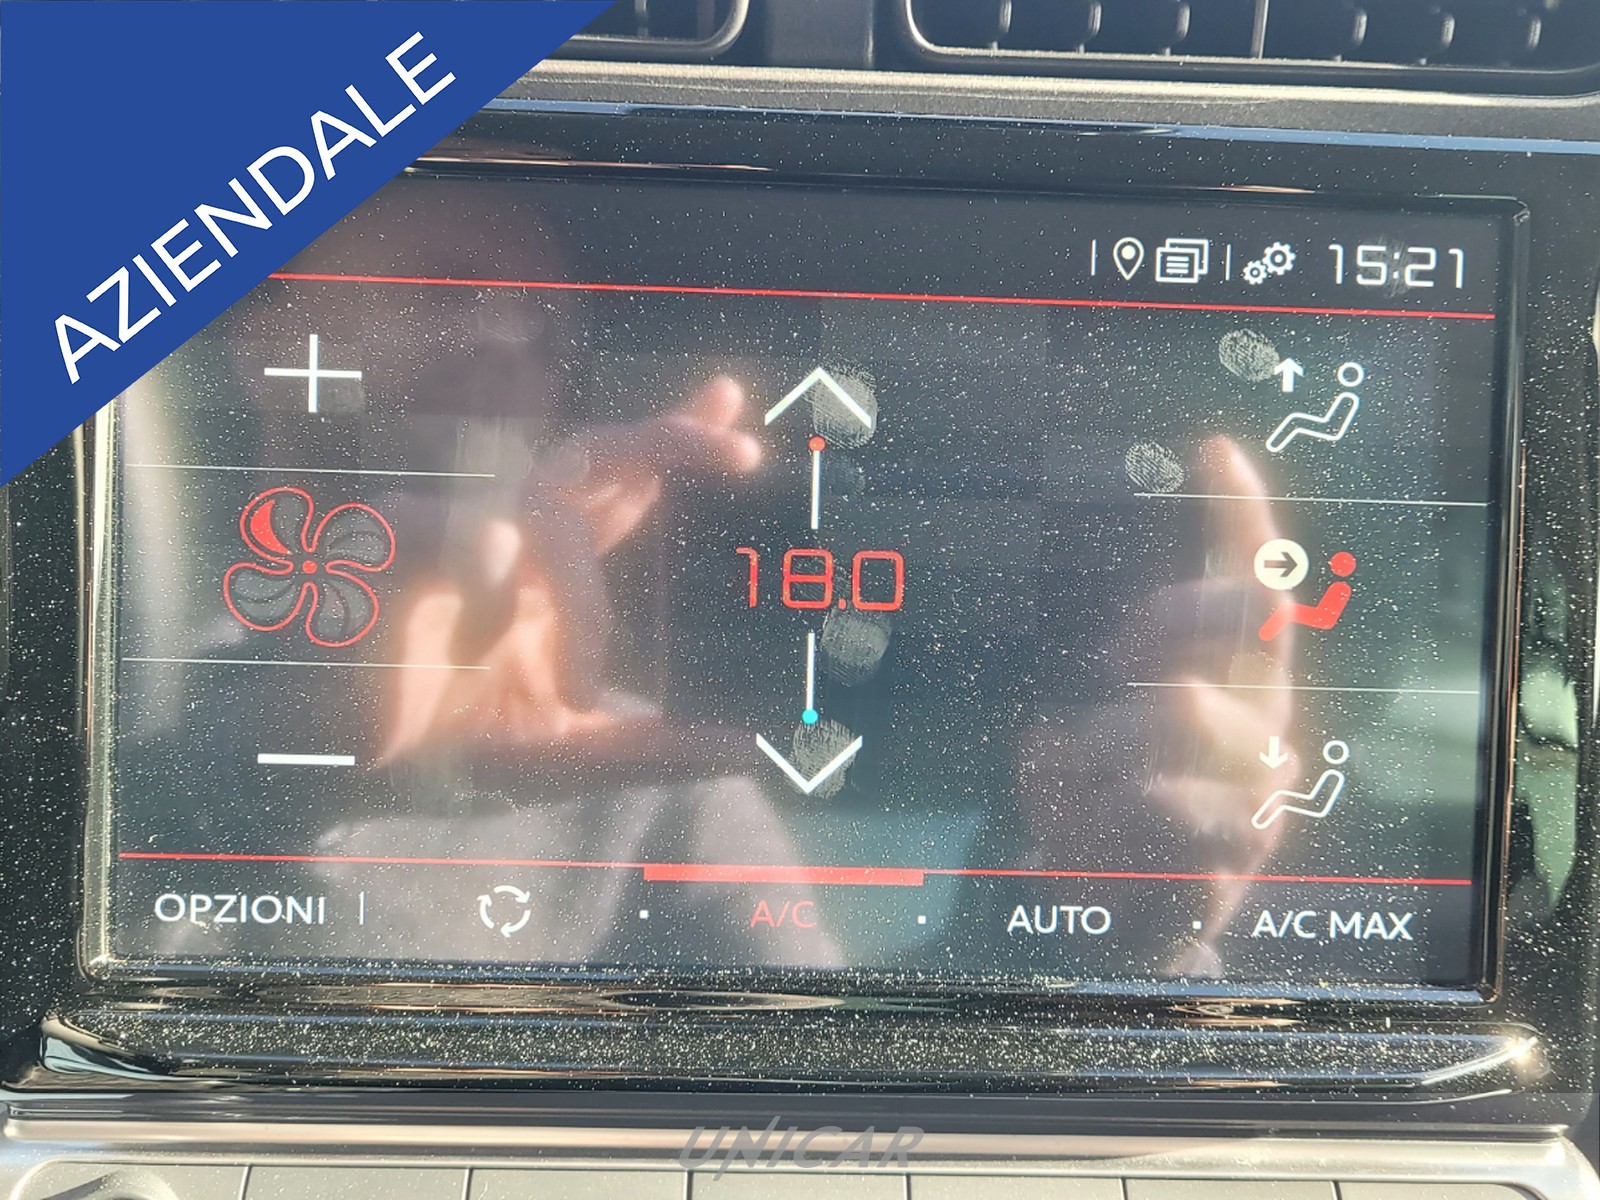 AZIENDALE
15:21
18.0
OPZIONI
A/C
AUTO
A/C MAX
UNICAR